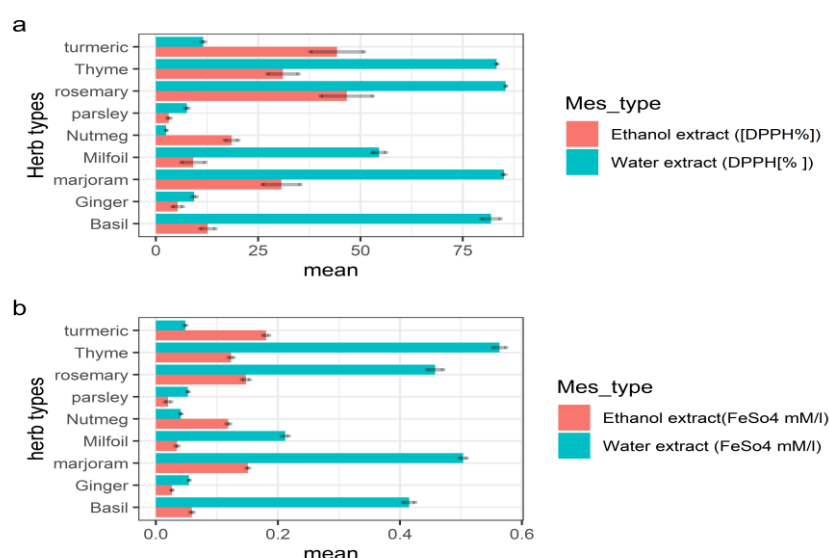 a
Herb types
turmeric
Thyme
rosemary
parsley
Nutmeg
Milfoil
marjoram
Ginger
Basil
0 25 50 75
mean
Mes_type
Ethanol extract ([DPPH%])
Water extract (DPPH[% ])
b
herb types
turmeric
Thyme
rosemary
parsley
Nutmeg
Milfoil
marjoram
Ginger
Basil
0.0 0.2 0.4 0.6
mean
Mes_type
Ethanol extract(FeSo4 mM/l)
Water extract (FeSo4 mM/l)